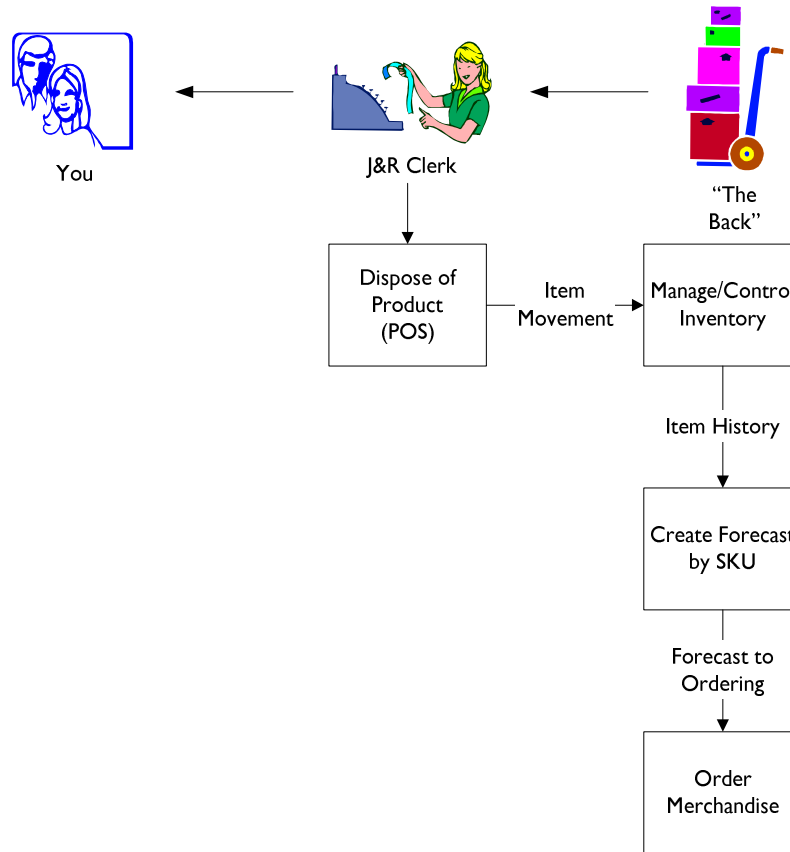 You
J&R Clerk
“The
Back”
Dispose of
Product
(POS)
Item
Movement
Manage/Control
Inventory
Item History
Create Forecast
by SKU
Forecast to
Ordering
Order
Merchandise